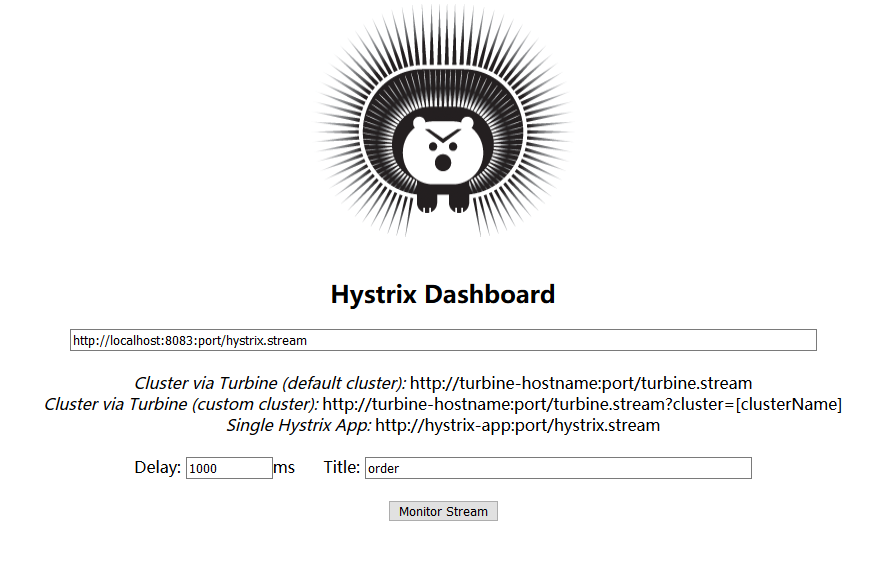 Hystrix Dashboard
http://localhost:8083:port/hystrix.stream
Cluster via Turbine (default cluster): http://turbine-hostname:port/turbine.stream
Cluster via Turbine (custom cluster): http://turbine-hostname:port/turbine.stream?cluster=[clusterName]
Single Hystrix App: http://hystrix-app:port/hystrix.stream
Delay: 1000 ms Title: order
Monitor Stream